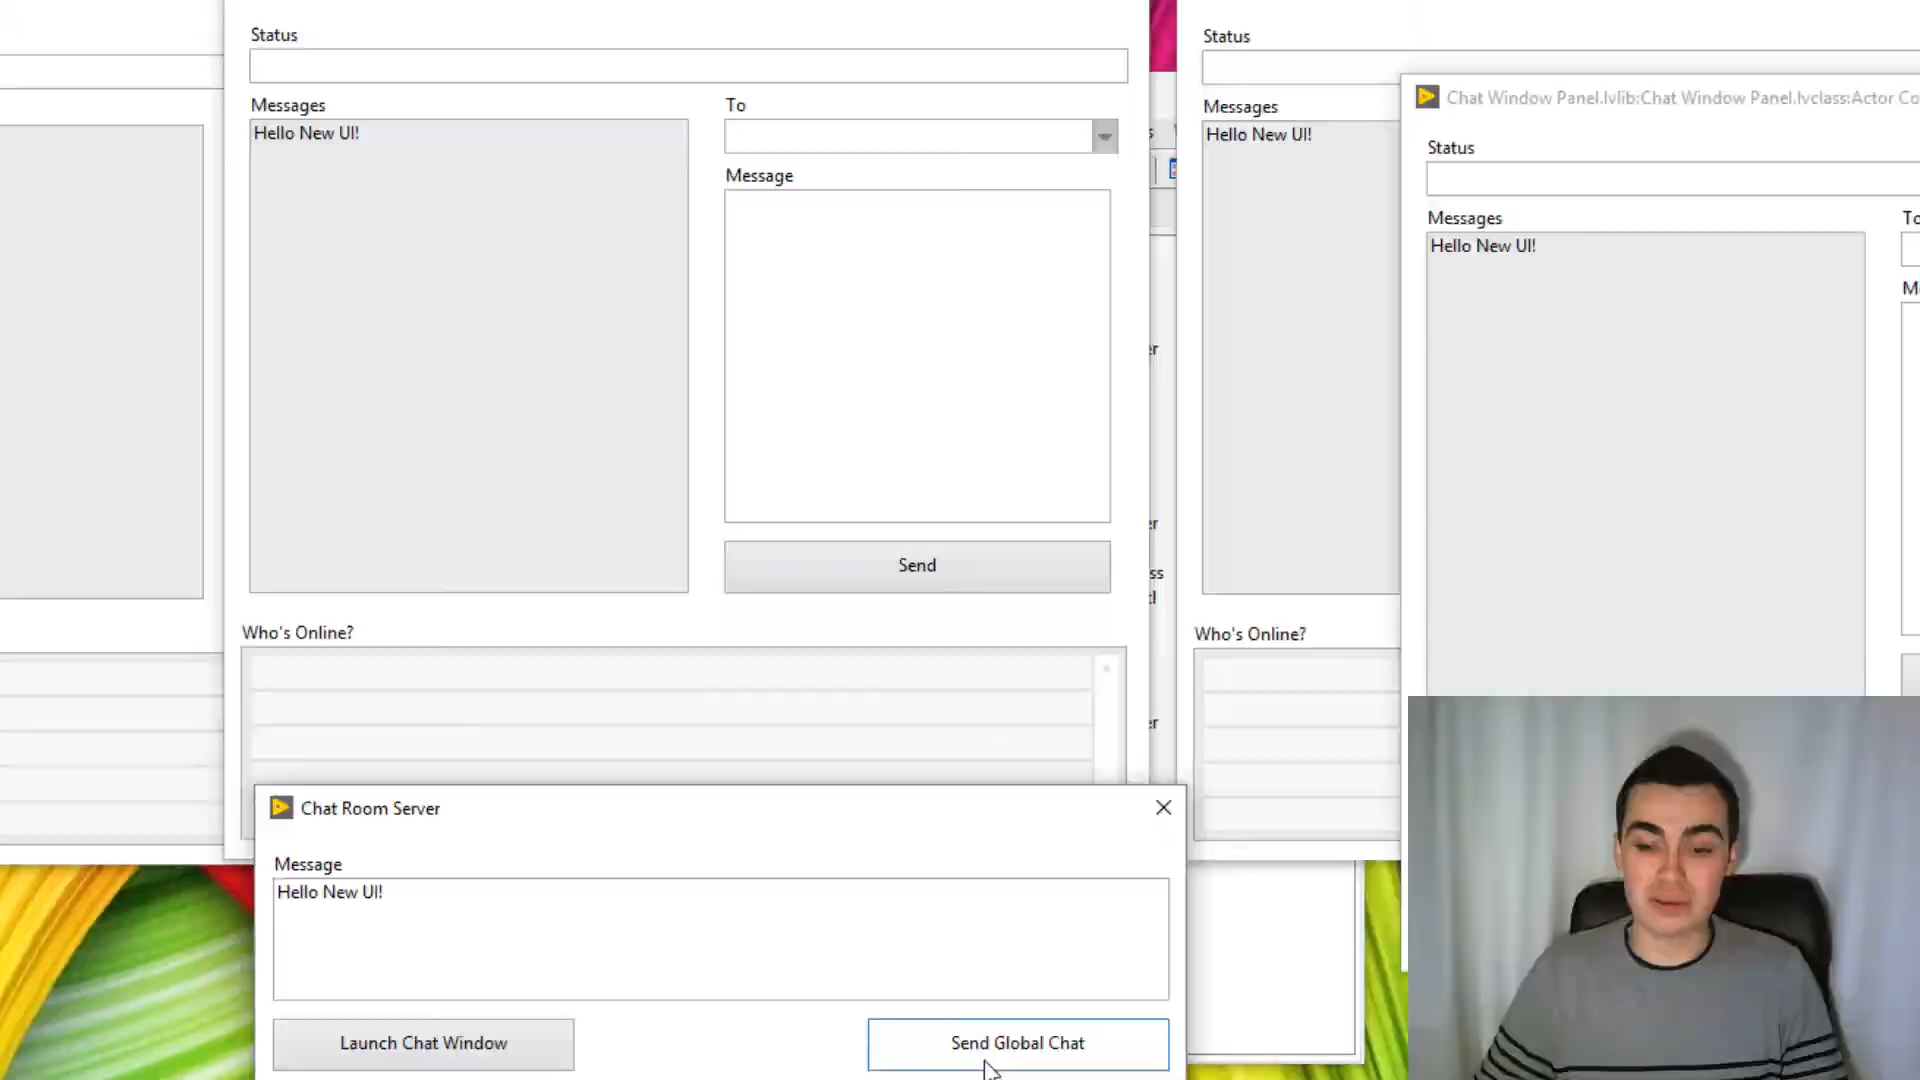 Status
Messages
Hello New UI!
To
Message
Send
Who's Online?
Status
Messages
Hello New UI!
Who's Online?
Chat Window Panel.lvlib:Chat Window Panel.lvclass:Actor Co
Status
Messages
Hello New UI!
To
Chat Room Server
Message
Hello New UI!
Launch Chat Window
Send Global Chat